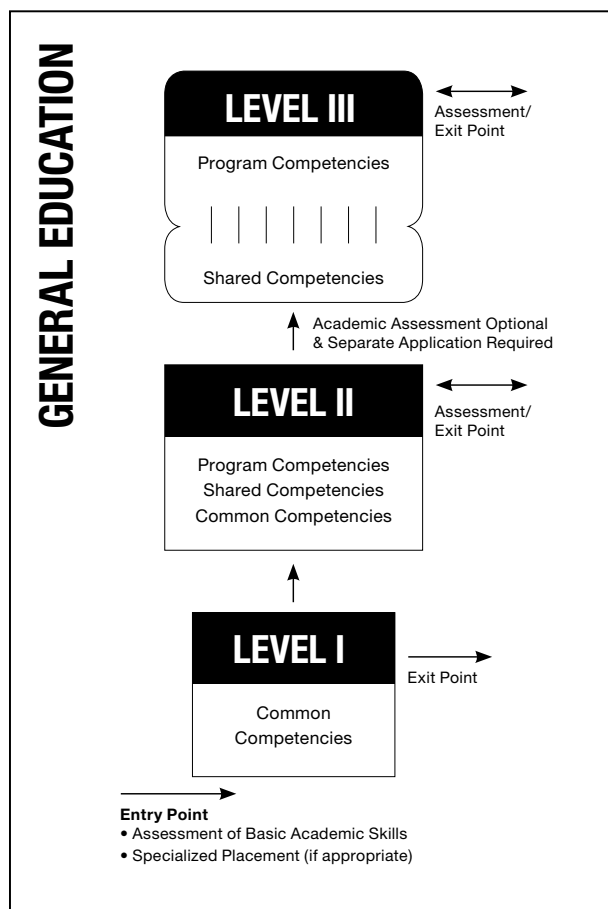 GENERAL EDUCATION
LEVEL III
Program Competencies
Shared Competencies
Assessment/
Exit Point
Academic Assessment Optional
& Separate Application Required
LEVEL II
Program Competencies
Shared Competencies
Common Competencies
Assessment/
Exit Point
LEVEL I
Common
Competencies
Exit Point
Entry Point
• Assessment of Basic Academic Skills
• Specialized Placement (if appropriate)